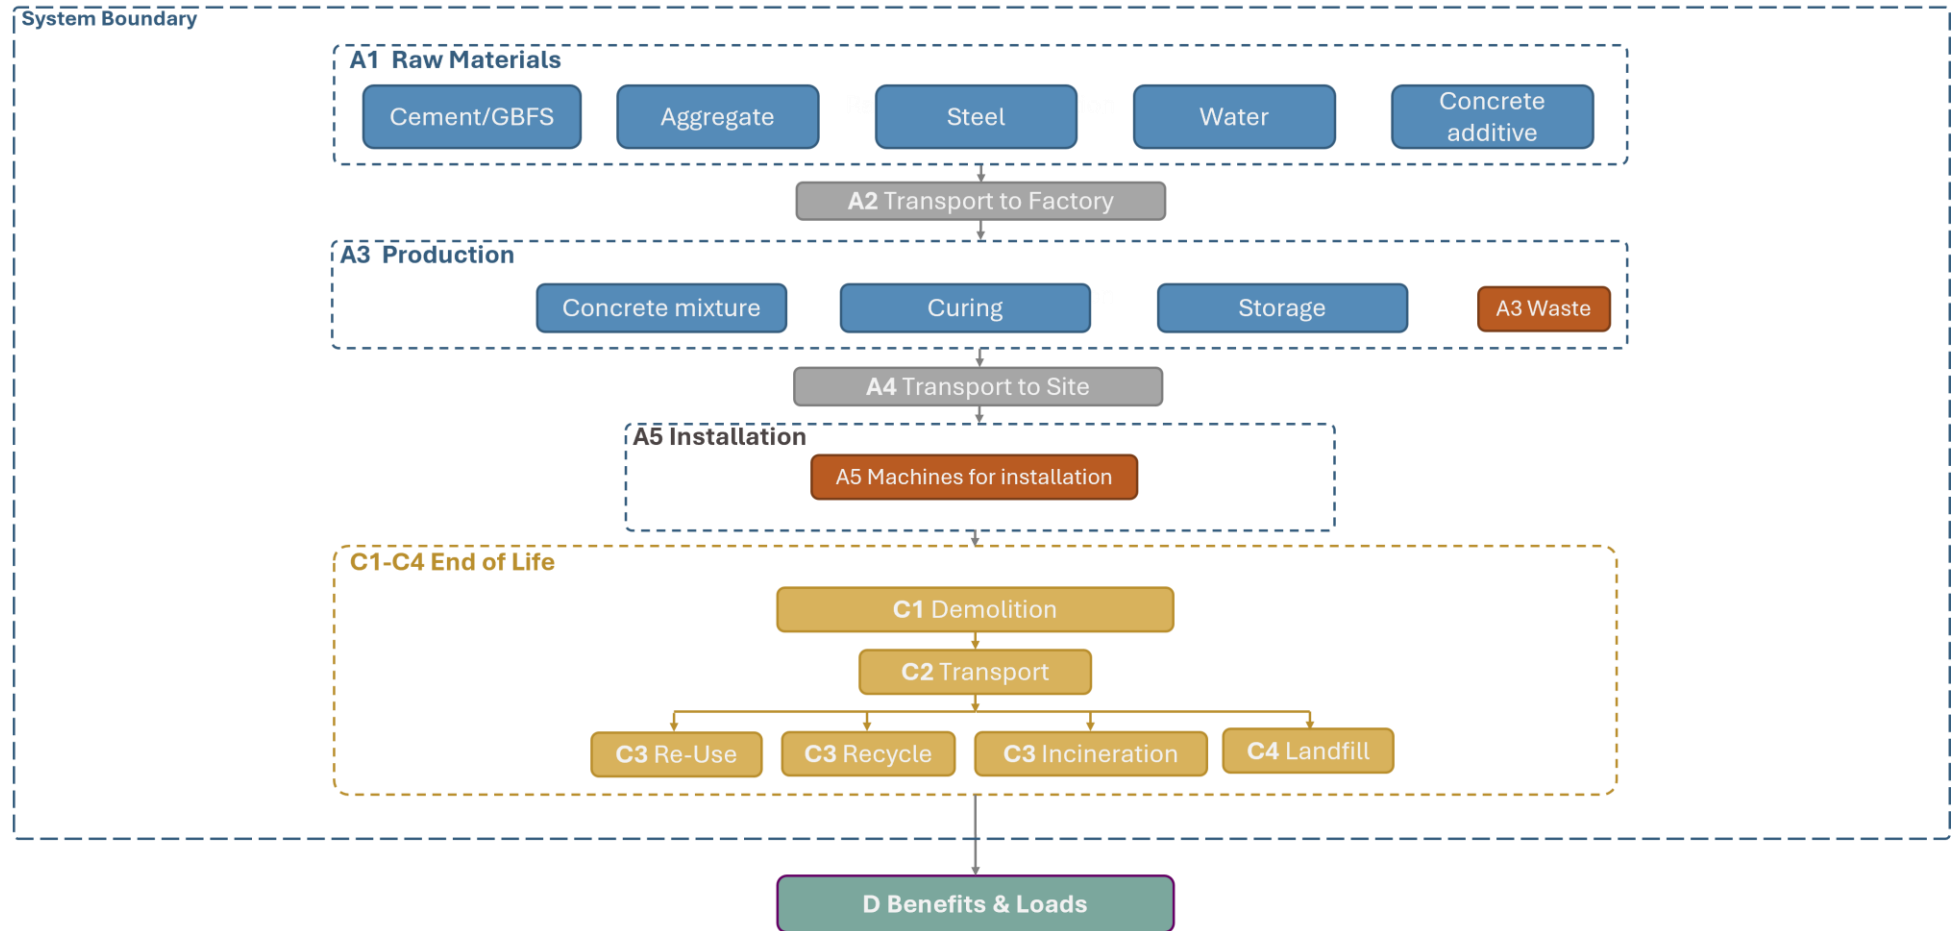 System Boundary
A1 Raw Materials
Cement/GBFS
Aggregate
Steel
Water
Concrete
additive
A2 Transport to Factory
A3 Production
Concrete mixture
Curing
Storage
A3 Waste
A4 Transport to Site
A5 Installation
A5 Machines for installation
C1-C4 End of Life
C1 Demolition
C2 Transport
C3 Re-Use
C3 Recycle
C3 Incineration
C4 Landfill
D Benefits & Loads